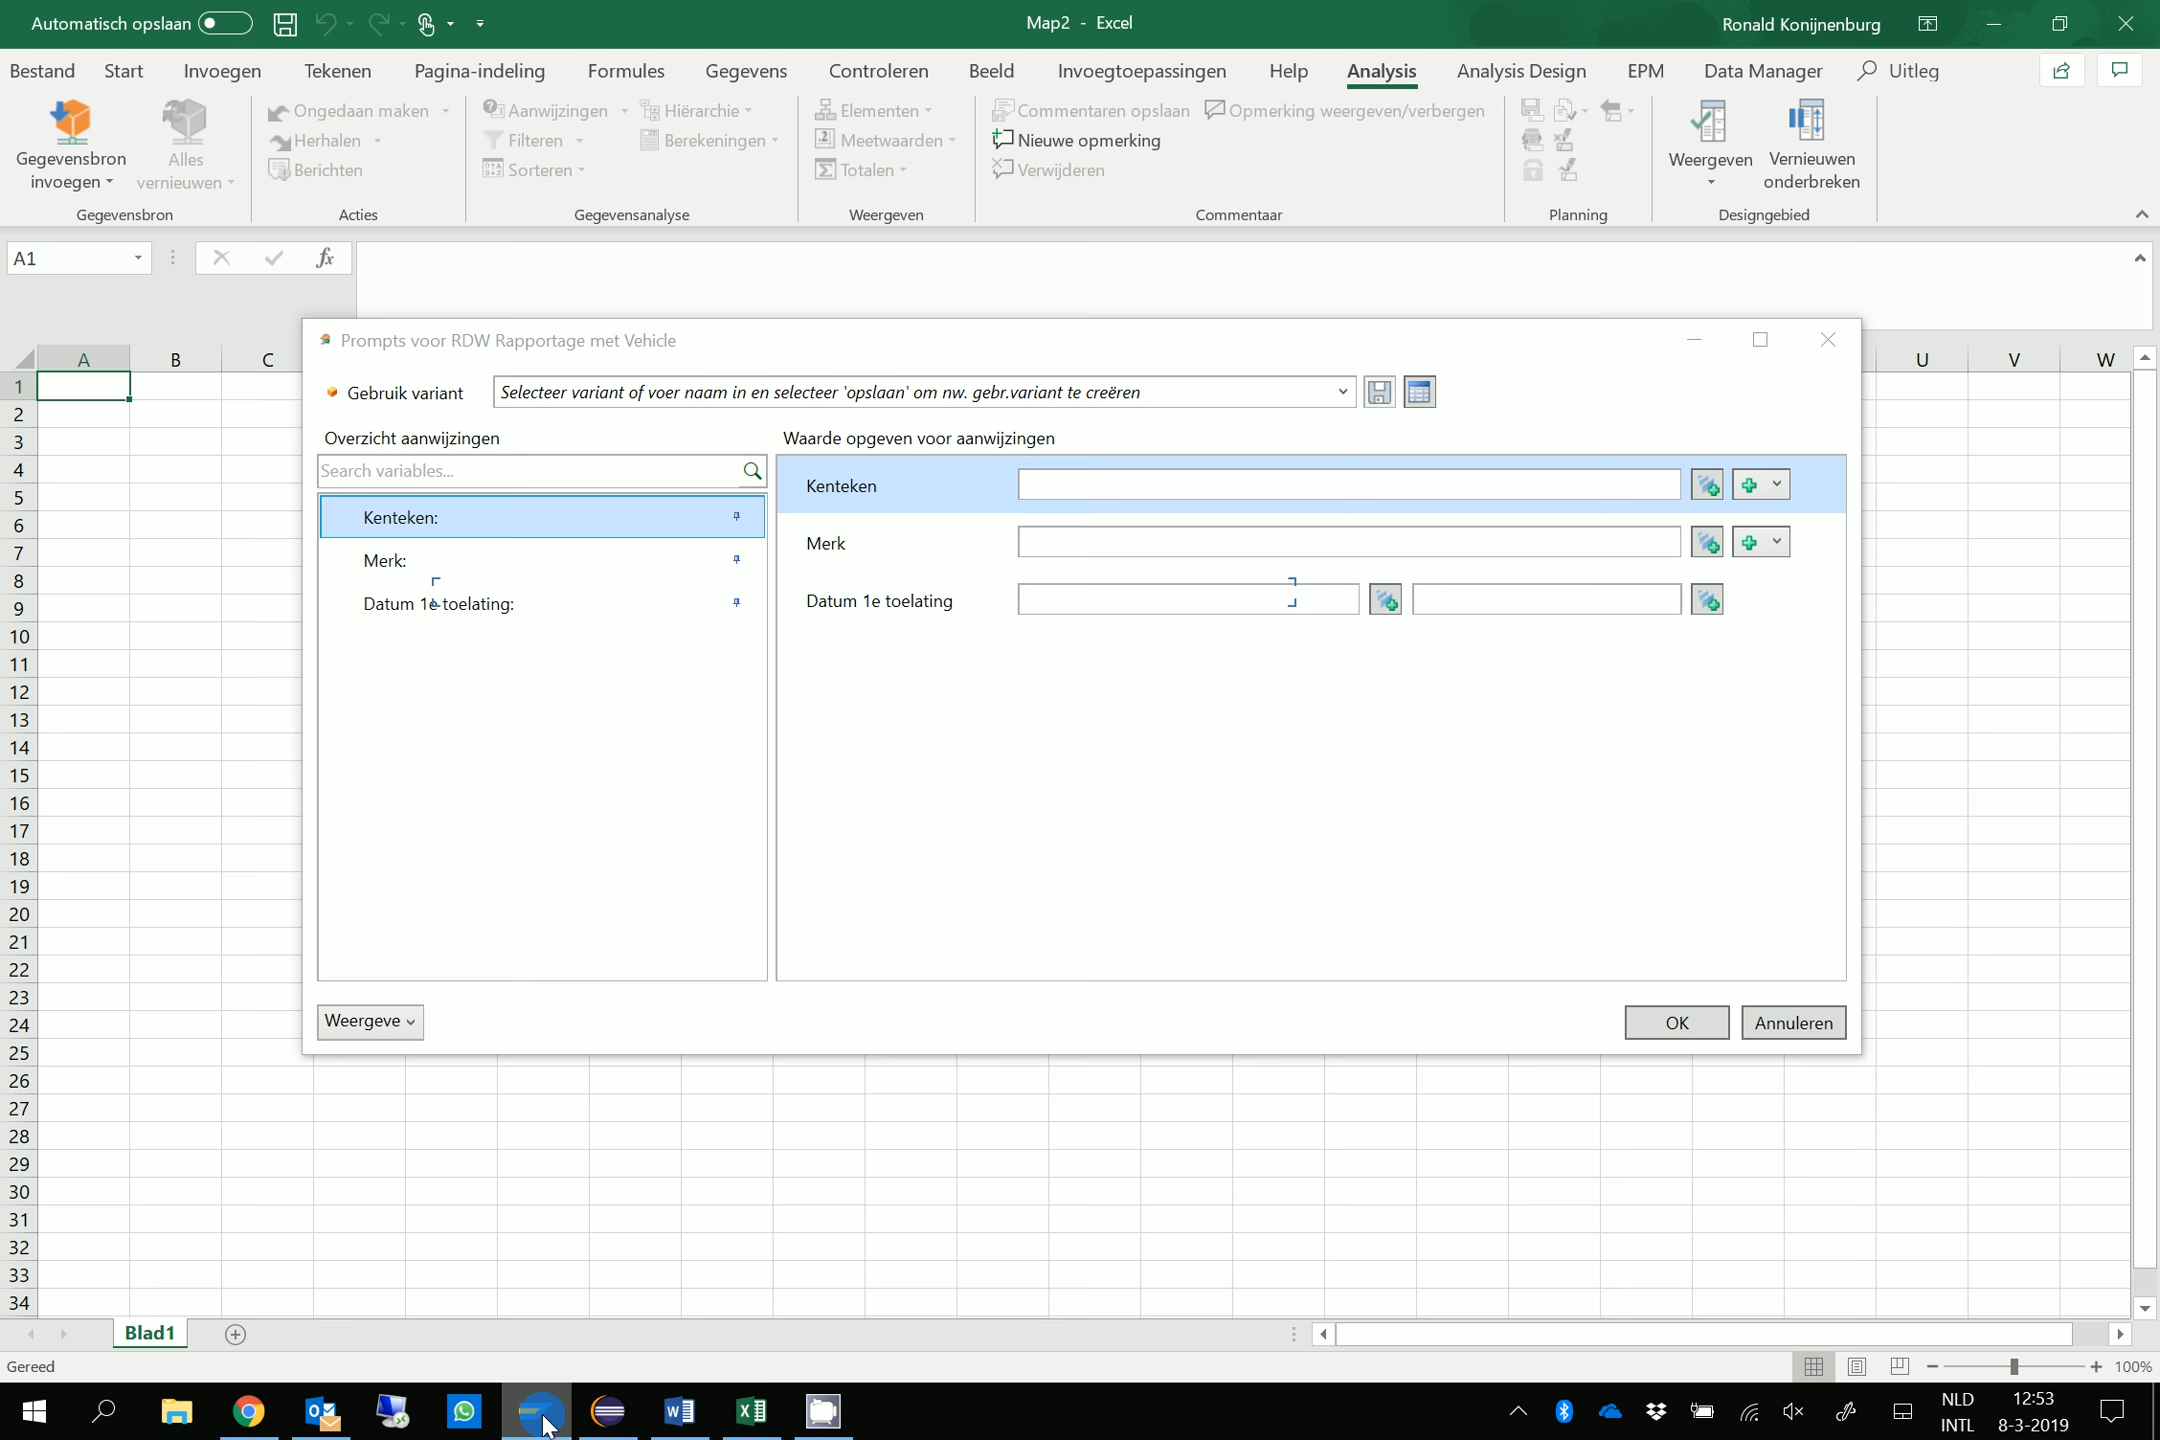 Automatisch opslaan
Map2 - Excel
Ronald Konijnenburg
Bestand Start Invoegen Tekenen Pagina-indeling Formules Gegevens Controleren Beeld Invoegtoepassingen Help Analysis Analysis Design EPM Data Manager Uitleg
Gegevensbron invoegen
Alles vernieuwen
Gegevensbron
Ongedaan maken
Herhalen
Berichten
Acties
Aanwijzingen
Filteren
Sorteren
Hiërarchie
Berekeningen
Gegevensanalyse
Elementen
Meetwaarden
Totalen
Weergeven
Commentaren opslaan
Opmerking weergeven/verbergen
Nieuwe opmerking
Verwijderen
Commentaar
Planning
Weergeven
Vernieuwen onderbreken
Designgebied
A1
fx
Prompts voor RDW Rapportage met Vehicle
Gebruik variant
Selecteer variant of voer naam in en selecteer 'opslaan' om nw. gebr.variant te creëren
Overzicht aanwijzingen
Waarde opgeven voor aanwijzingen
Search variables...
Kenteken:
Merk:
Datum 1e toelating:
Kenteken
Merk
Datum 1e toelating
Weergeve
OK
Annuleren
A B C U V W
1
2
3
4
5
6
7
8
9
10
11
12
13
14
15
16
17
18
19
20
21
22
23
24
25
26
27
28
29
30
31
32
33
34
Blad1
Gereed
100%
NLD
INTL
12:53
8-3-2019